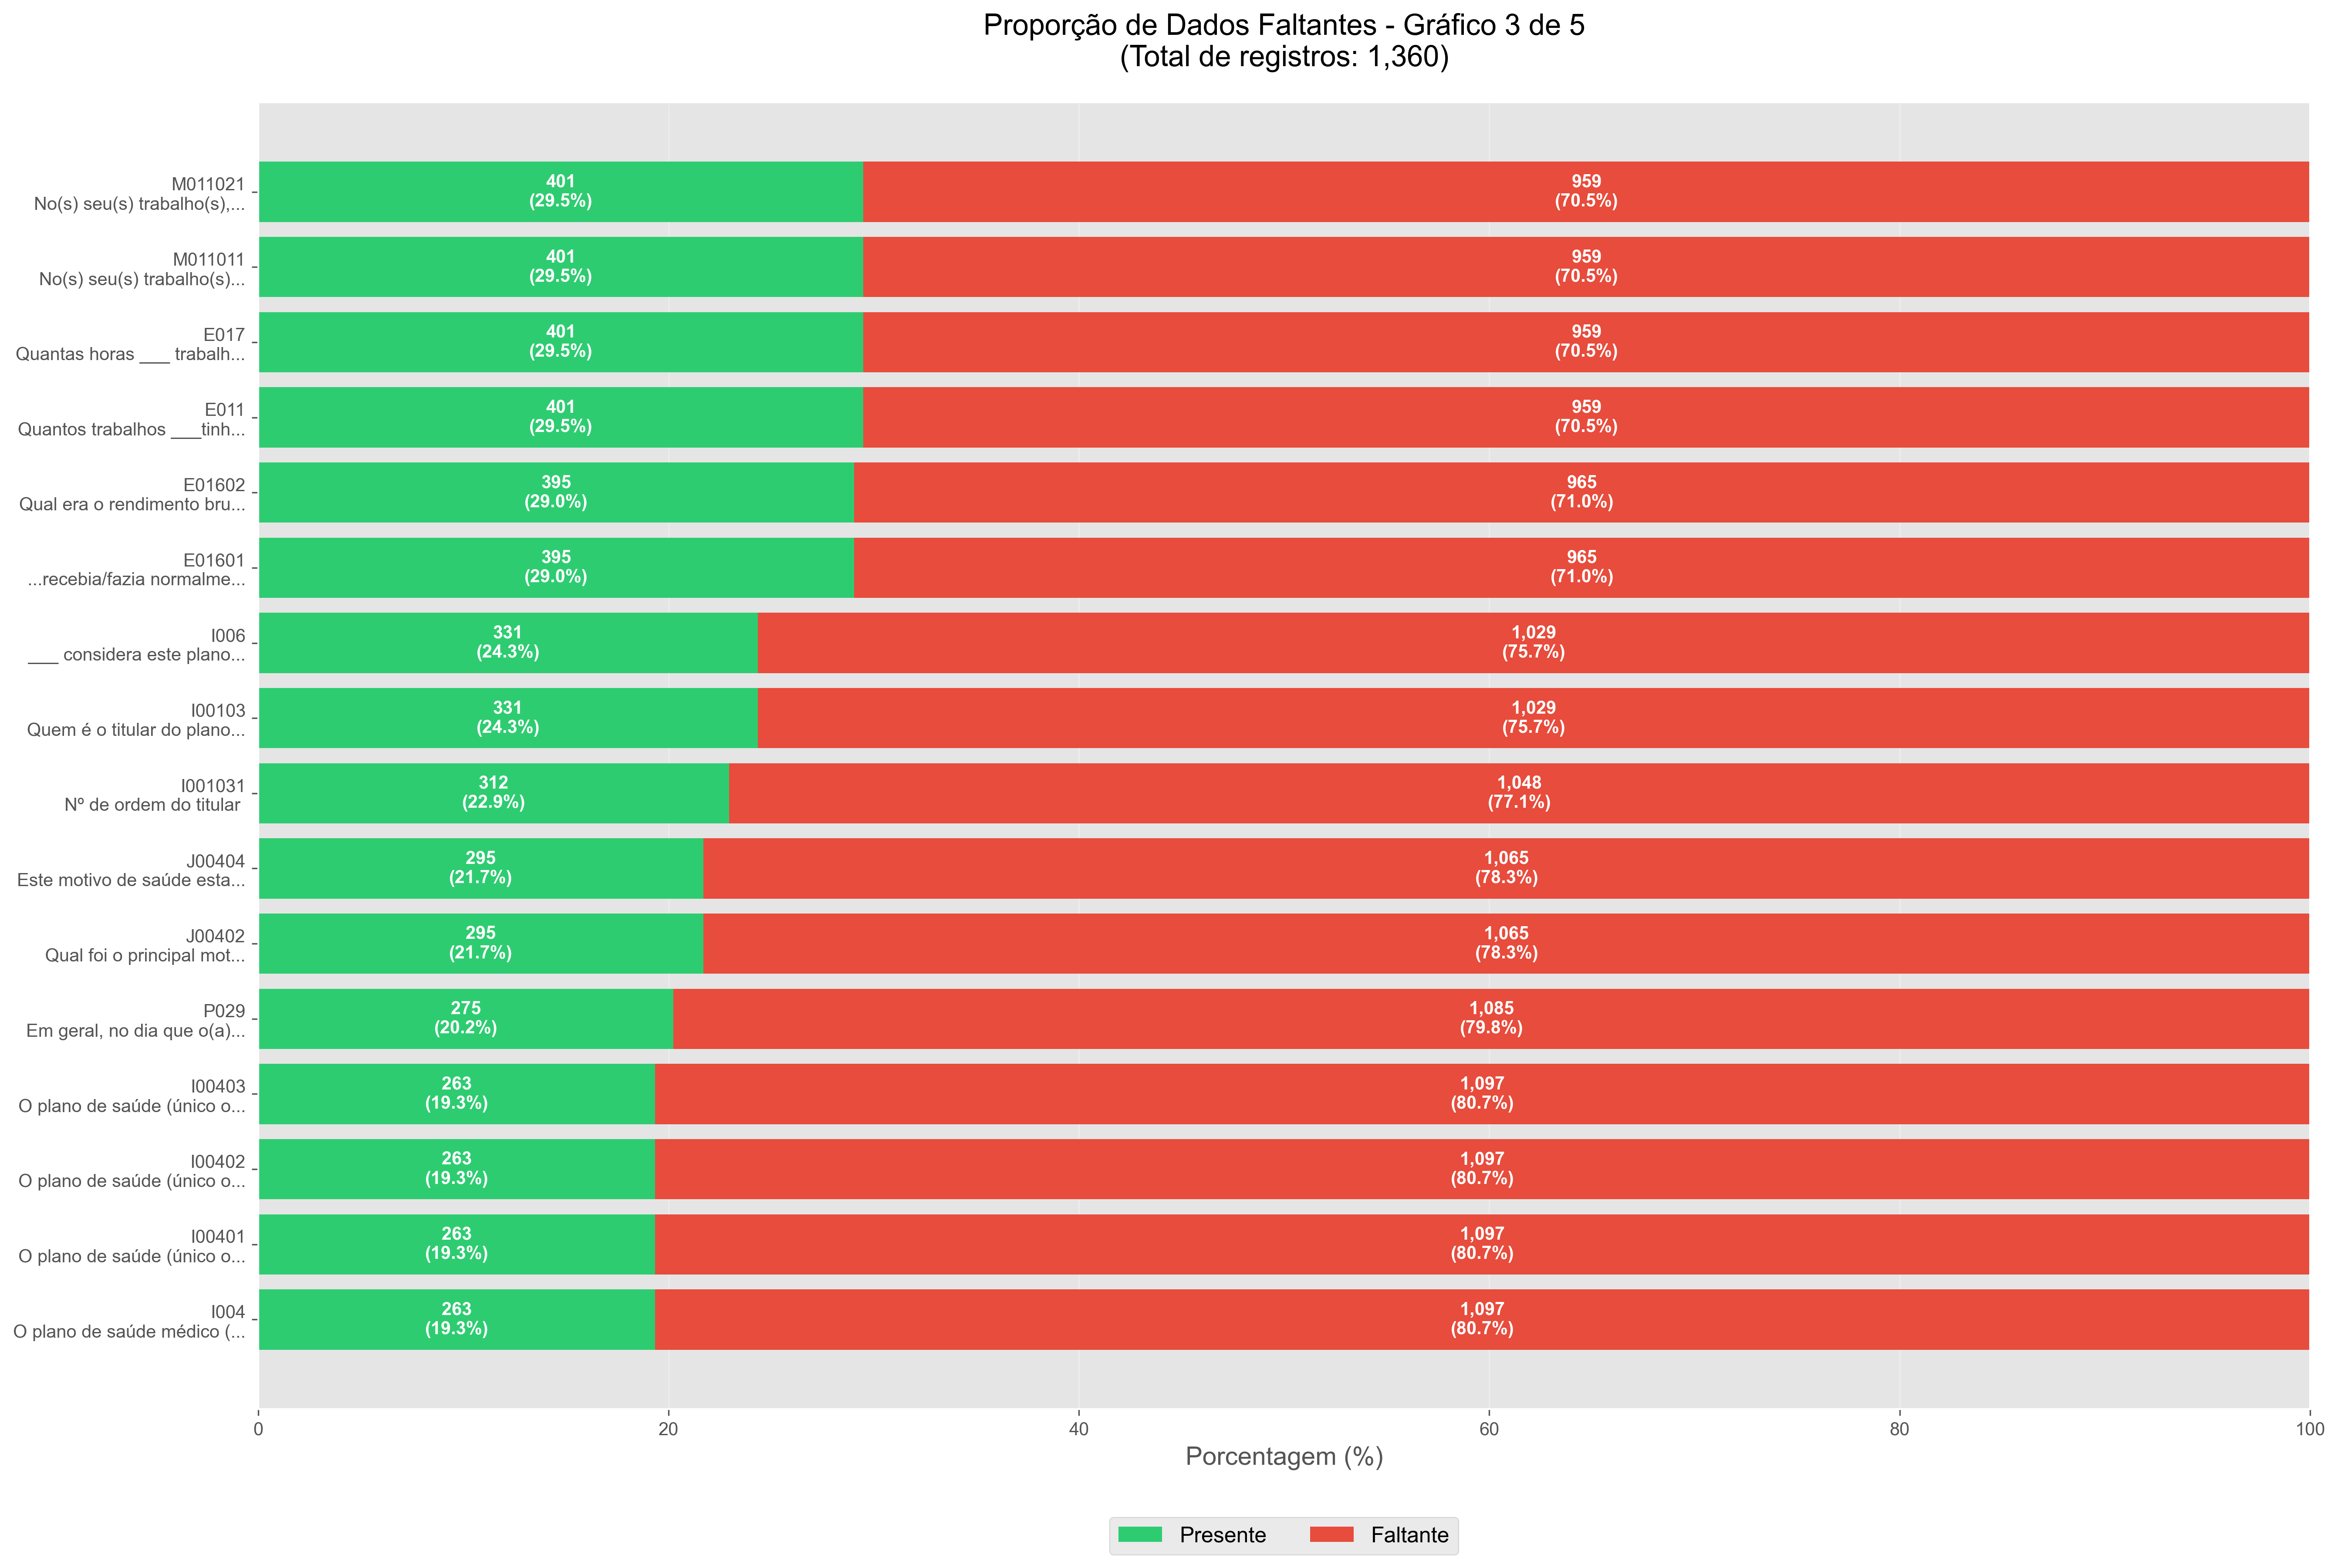 Proporção de Dados Faltantes - Gráfico 3 de 5
(Total de registros: 1,360)
M011021
No(s) seu(s) trabalho(s),...
401
(29.5%)
959
(70.5%)
M011011
No(s) seu(s) trabalho(s)...
401
(29.5%)
959
(70.5%)
E017
Quantas horas ___ trabalh...
401
(29.5%)
959
(70.5%)
E011
Quantos trabalhos ___tinh...
401
(29.5%)
959
(70.5%)
E01602
Qual era o rendimento bru...
395
(29.0%)
965
(71.0%)
E01601
...recebia/fazia normalme...
395
(29.0%)
965
(71.0%)
I006
___ considera este plano...
331
(24.3%)
1,029
(75.7%)
I00103
Quem é o titular do plano...
331
(24.3%)
1,029
(75.7%)
I001031
Nº de ordem do titular
312
(22.9%)
1,048
(77.1%)
J00404
Este motivo de saúde esta...
295
(21.7%)
1,065
(78.3%)
J00402
Qual foi o principal mot...
295
(21.7%)
1,065
(78.3%)
P029
Em geral, no dia que o(a)...
275
(20.2%)
1,085
(79.8%)
I00403
O plano de saúde (único o...
263
(19.3%)
1,097
(80.7%)
I00402
O plano de saúde (único o...
263
(19.3%)
1,097
(80.7%)
I00401
O plano de saúde (único o...
263
(19.3%)
1,097
(80.7%)
I004
O plano de saúde médico (...
263
(19.3%)
1,097
(80.7%)
0 20 40 60 80 100
Porcentagem (%)
Presente Faltante